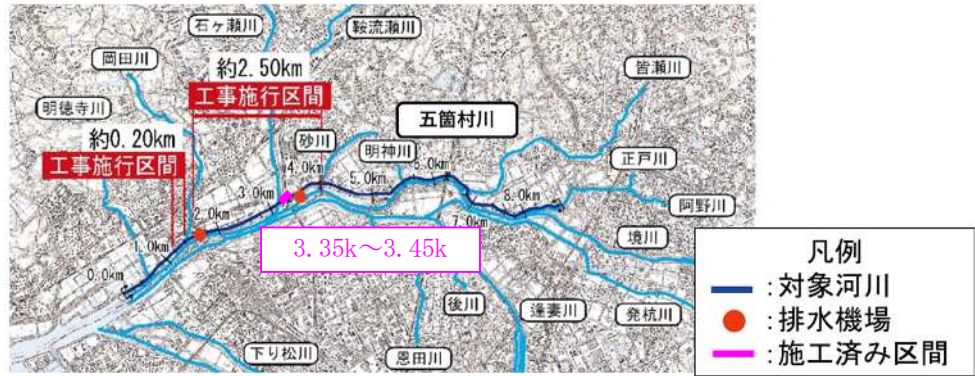 石ヶ瀬川
鞍流瀬川
岡田川
約2.50km
工事施行区間
皆瀬川
明徳寺川
五箇村川
約0.20km
工事施行区間
砂川
明神川
正戸川
4.0km
5.0km
6.0km
3.0km
8.0km
阿野川
2.0km
7.0km
1.0km
3.35k～3.45k
境川
0.0km
後川
逢妻川
発杭川
下り松川
恩田川
凡例
:対象河川
:排水機場
:施工済み区間